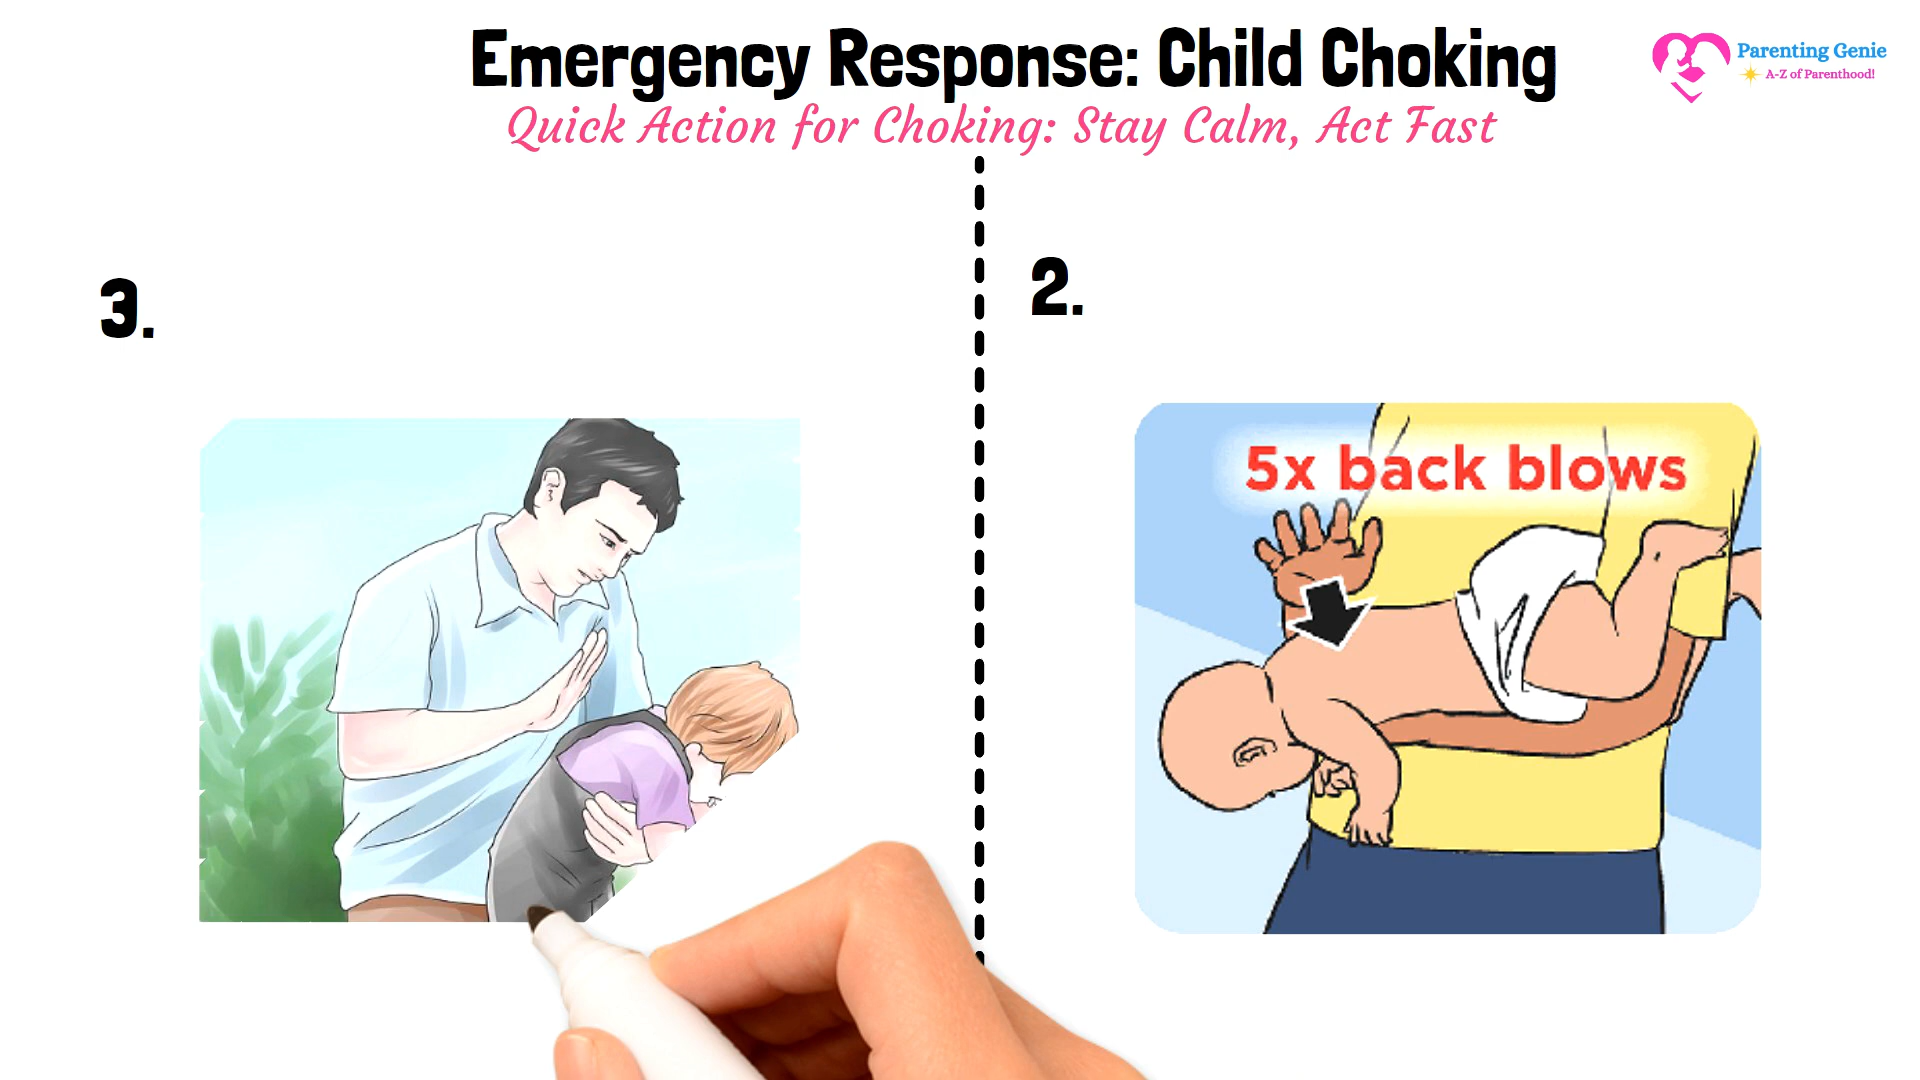 Emergency Response: Child Choking
Quick Action for Choking: Stay Calm, Act Fast
Parenting Genie
A-Z of Parenthood!
3.
2.
5x back blows